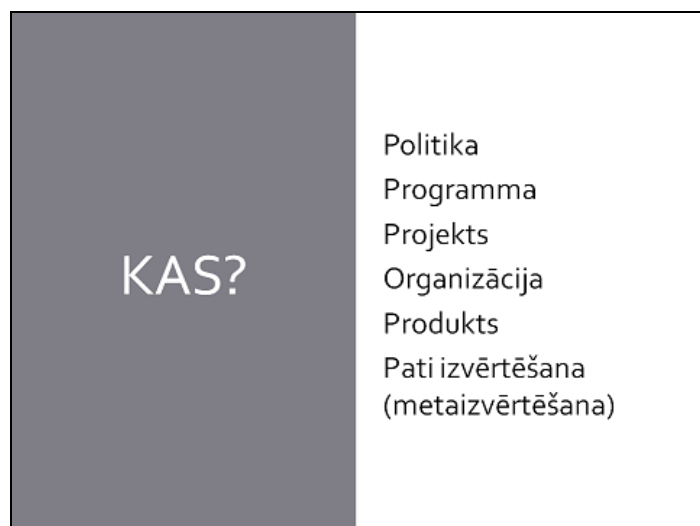 KAS?
Politika
Programma
Projekts
Organizācija
Produkts
Pati izvērtēšana
(metaizvērtēšana)